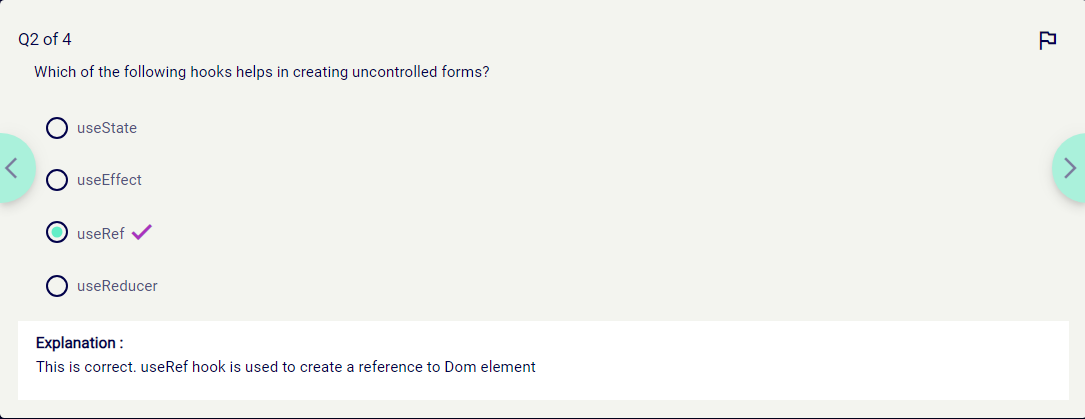 Q2 of 4
Which of the following hooks helps in creating uncontrolled forms?
useState
useEffect
useRef
useReducer
Explanation :
This is correct. useRef hook is used to create a reference to Dom element